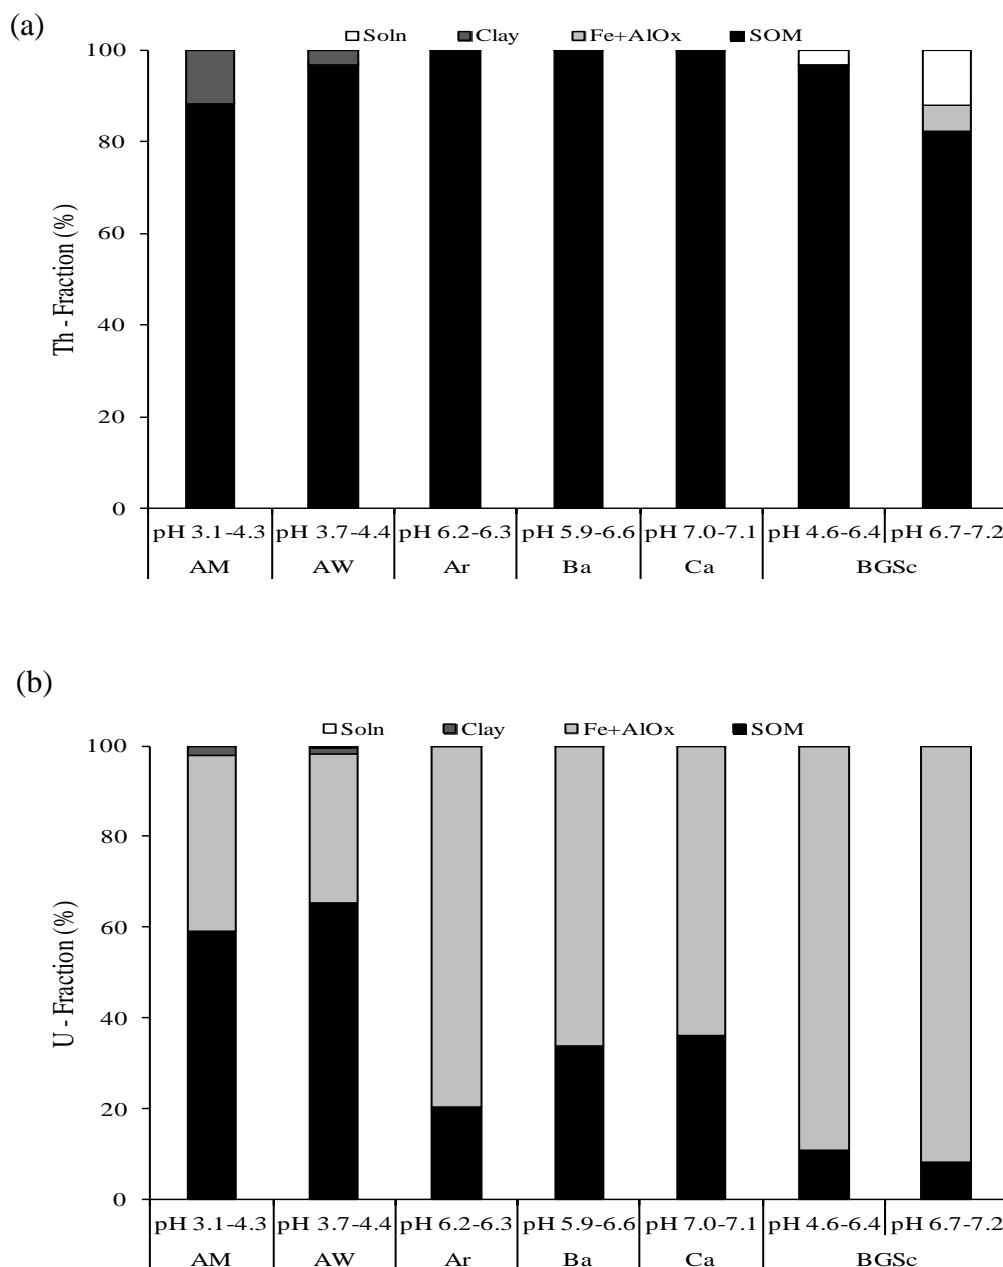 (a)
Soln Clay Fe+AlOx SOM
100
80
60
40
20
0
Th - Fraction (%)
pH 3.1-4.3 pH 3.7-4.4 pH 6.2-6.3 pH 5.9-6.6 pH 7.0-7.1 pH 4.6-6.4 pH 6.7-7.2
AM AW Ar Ba Ca BGSc
(b)
Soln Clay Fe+AlOx SOM
100
80
60
40
20
0
U - Fraction (%)
pH 3.1-4.3 pH 3.7-4.4 pH 6.2-6.3 pH 5.9-6.6 pH 7.0-7.1 pH 4.6-6.4 pH 6.7-7.2
AM AW Ar Ba Ca BGSc